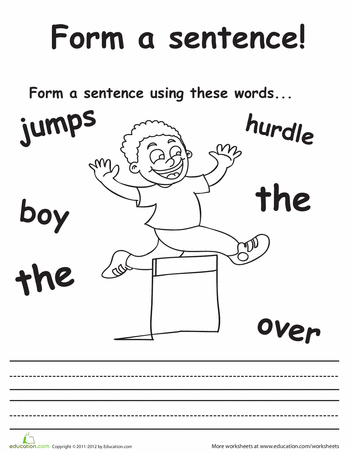 Form a sentence!
Form a sentence using these words...
jumps
hurdle
boy
the
the
over
education.com Copyright © 2011-2012 by Education.com
More worksheets at www.education.com/worksheets